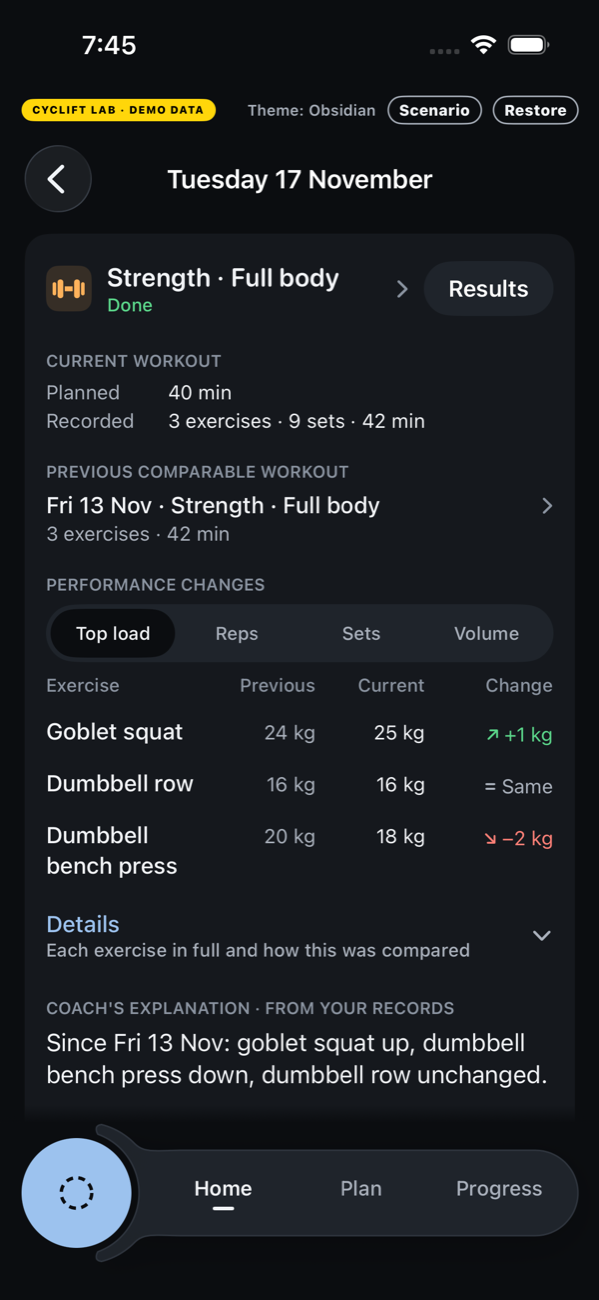 7:45
CYCLIFT LAB · DEMO DATA Theme: Obsidian Scenario Restore
Tuesday 17 November
Strength · Full body
Done
Results
CURRENT WORKOUT
Planned 40 min
Recorded 3 exercises · 9 sets · 42 min
PREVIOUS COMPARABLE WORKOUT
Fri 13 Nov · Strength · Full body
3 exercises · 42 min
PERFORMANCE CHANGES
Top load Reps Sets Volume
Exercise Previous Current Change
Goblet squat 24 kg 25 kg ↗ +1 kg
Dumbbell row 16 kg 16 kg = Same
Dumbbell 20 kg 18 kg ↘ −2 kg
bench press
Details
Each exercise in full and how this was compared
COACH'S EXPLANATION · FROM YOUR RECORDS
Since Fri 13 Nov: goblet squat up, dumbbell
bench press down, dumbbell row unchanged.
Home Plan Progress